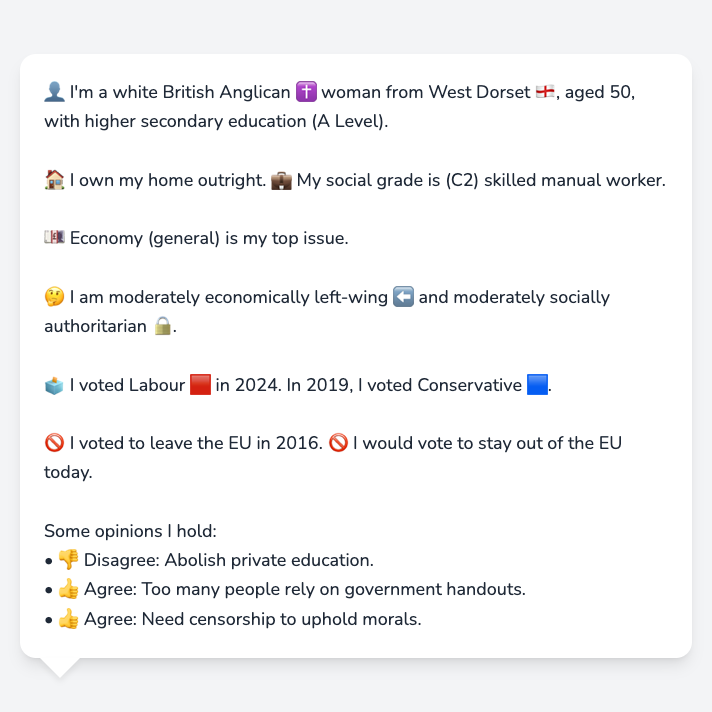 👤 I'm a white British Anglican ✝️ woman from West Dorset 🏴󠁧󠁢󠁥󠁮󠁧󠁿, aged 50,
with higher secondary education (A Level).
🏠 I own my home outright. 💼 My social grade is (C2) skilled manual worker.
💷 Economy (general) is my top issue.
🤔 I am moderately economically left-wing ⬅️ and moderately socially
authoritarian 🔒.
🗳️ I voted Labour 🟥 in 2024. In 2019, I voted Conservative 🟦.
🚫 I voted to leave the EU in 2016. 🚫 I would vote to stay out of the EU
today.
Some opinions I hold:
• 👎 Disagree: Abolish private education.
• 👍 Agree: Too many people rely on government handouts.
• 👍 Agree: Need censorship to uphold morals.